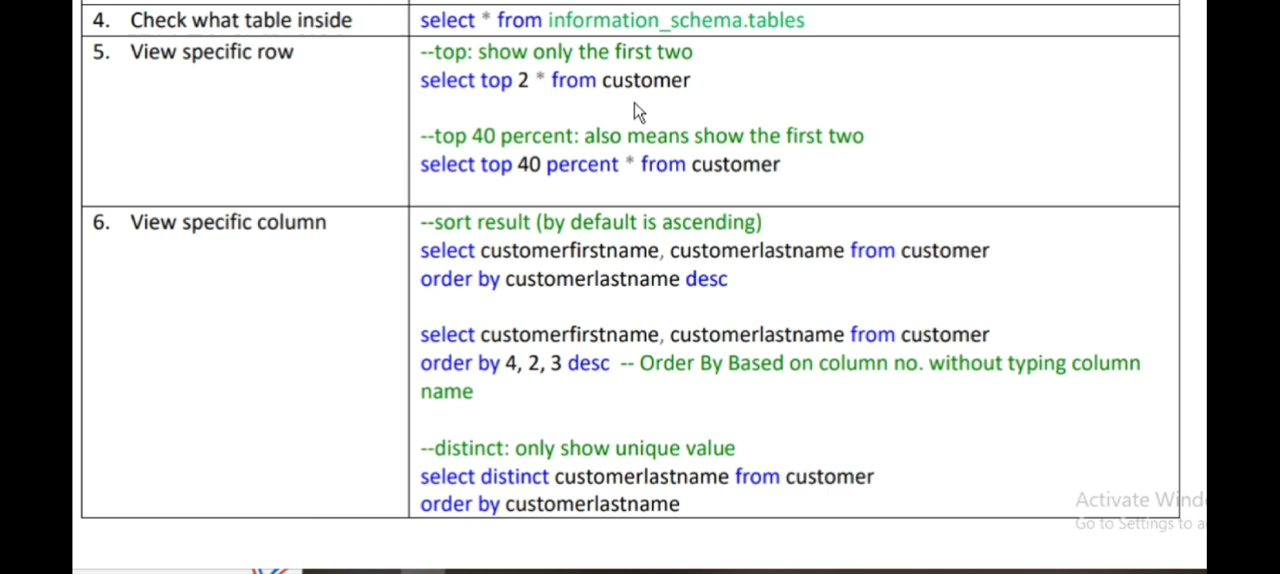 4. Check what table inside
select * from information_schema.tables
5. View specific row
--top: show only the first two
select top 2 * from customer
--top 40 percent: also means show the first two
select top 40 percent * from customer
6. View specific column
--sort result (by default is ascending)
select customerfirstname, customerlastname from customer
order by customerlastname desc
select customerfirstname, customerlastname from customer
order by 4, 2, 3 desc -- Order By Based on column no. without typing column
name
--distinct: only show unique value
select distinct customerlastname from customer
order by customerlastname
Activate Wind
Go to Settings to a